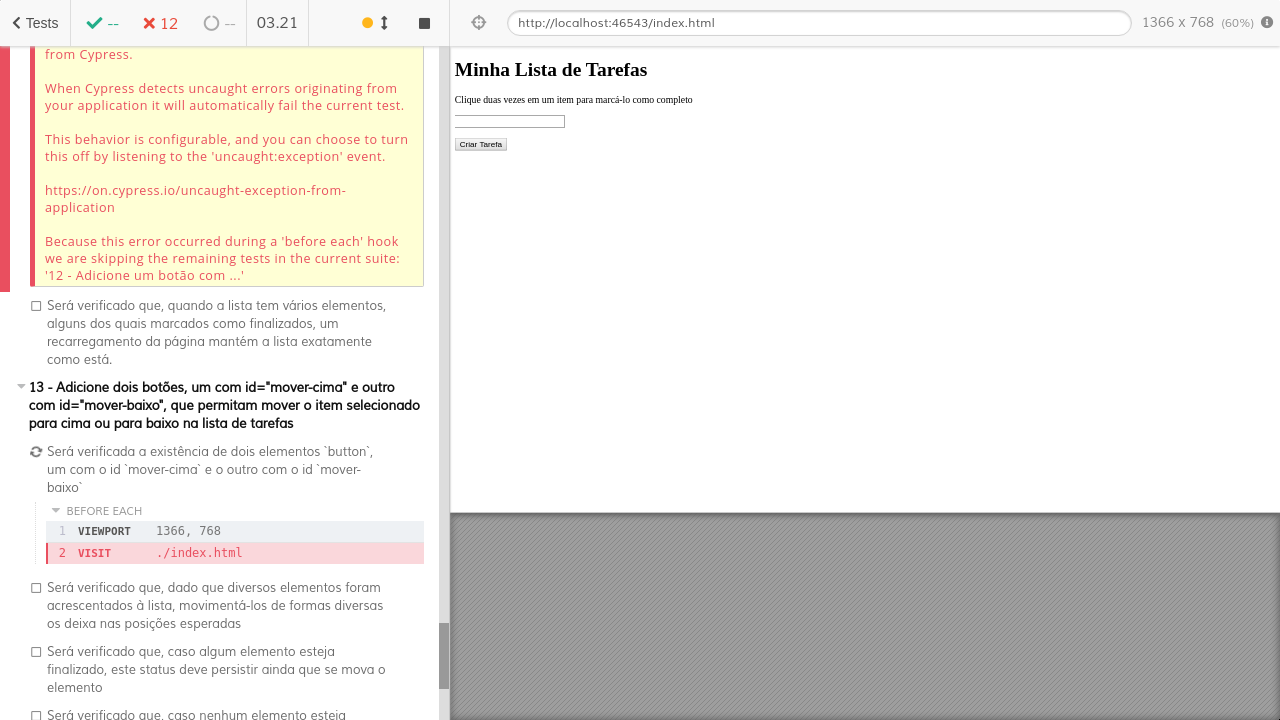 Tests
--
12
--
03.21
http://localhost:46543/index.html
1366 x 768 (60%)
from Cypress.
When Cypress detects uncaught errors originating from
your application it will automatically fail the current test.
This behavior is configurable, and you can choose to turn
this off by listening to the 'uncaught:exception' event.
https://on.cypress.io/uncaught-exception-from-
application
Because this error occurred during a 'before each' hook
we are skipping the remaining tests in the current suite:
'12 - Adicione um botão com ...'
Será verificado que, quando a lista tem vários elementos,
alguns dos quais marcados como finalizados, um
recarregamento da página mantém a lista exatamente
como está.
13 - Adicione dois botões, um com id="mover-cima" e outro
com id="mover-baixo", que permitam mover o item selecionado
para cima ou para baixo na lista de tarefas
Será verificada a existência de dois elementos `button`,
um com o id `mover-cima` e o outro com o id `mover-
baixo`
BEFORE EACH
1 VIEWPORT 1366, 768
2 VISIT ./index.html
Será verificado que, dado que diversos elementos foram
acrescentados à lista, movimentá-los de formas diversas
os deixa nas posições esperadas
Será verificado que, caso algum elemento esteja
finalizado, este status deve persistir ainda que se mova o
elemento
Será verificado que, caso nenhum elemento esteja
Minha Lista de Tarefas
Clique duas vezes em um item para marcá-lo como completo
Criar Tarefa